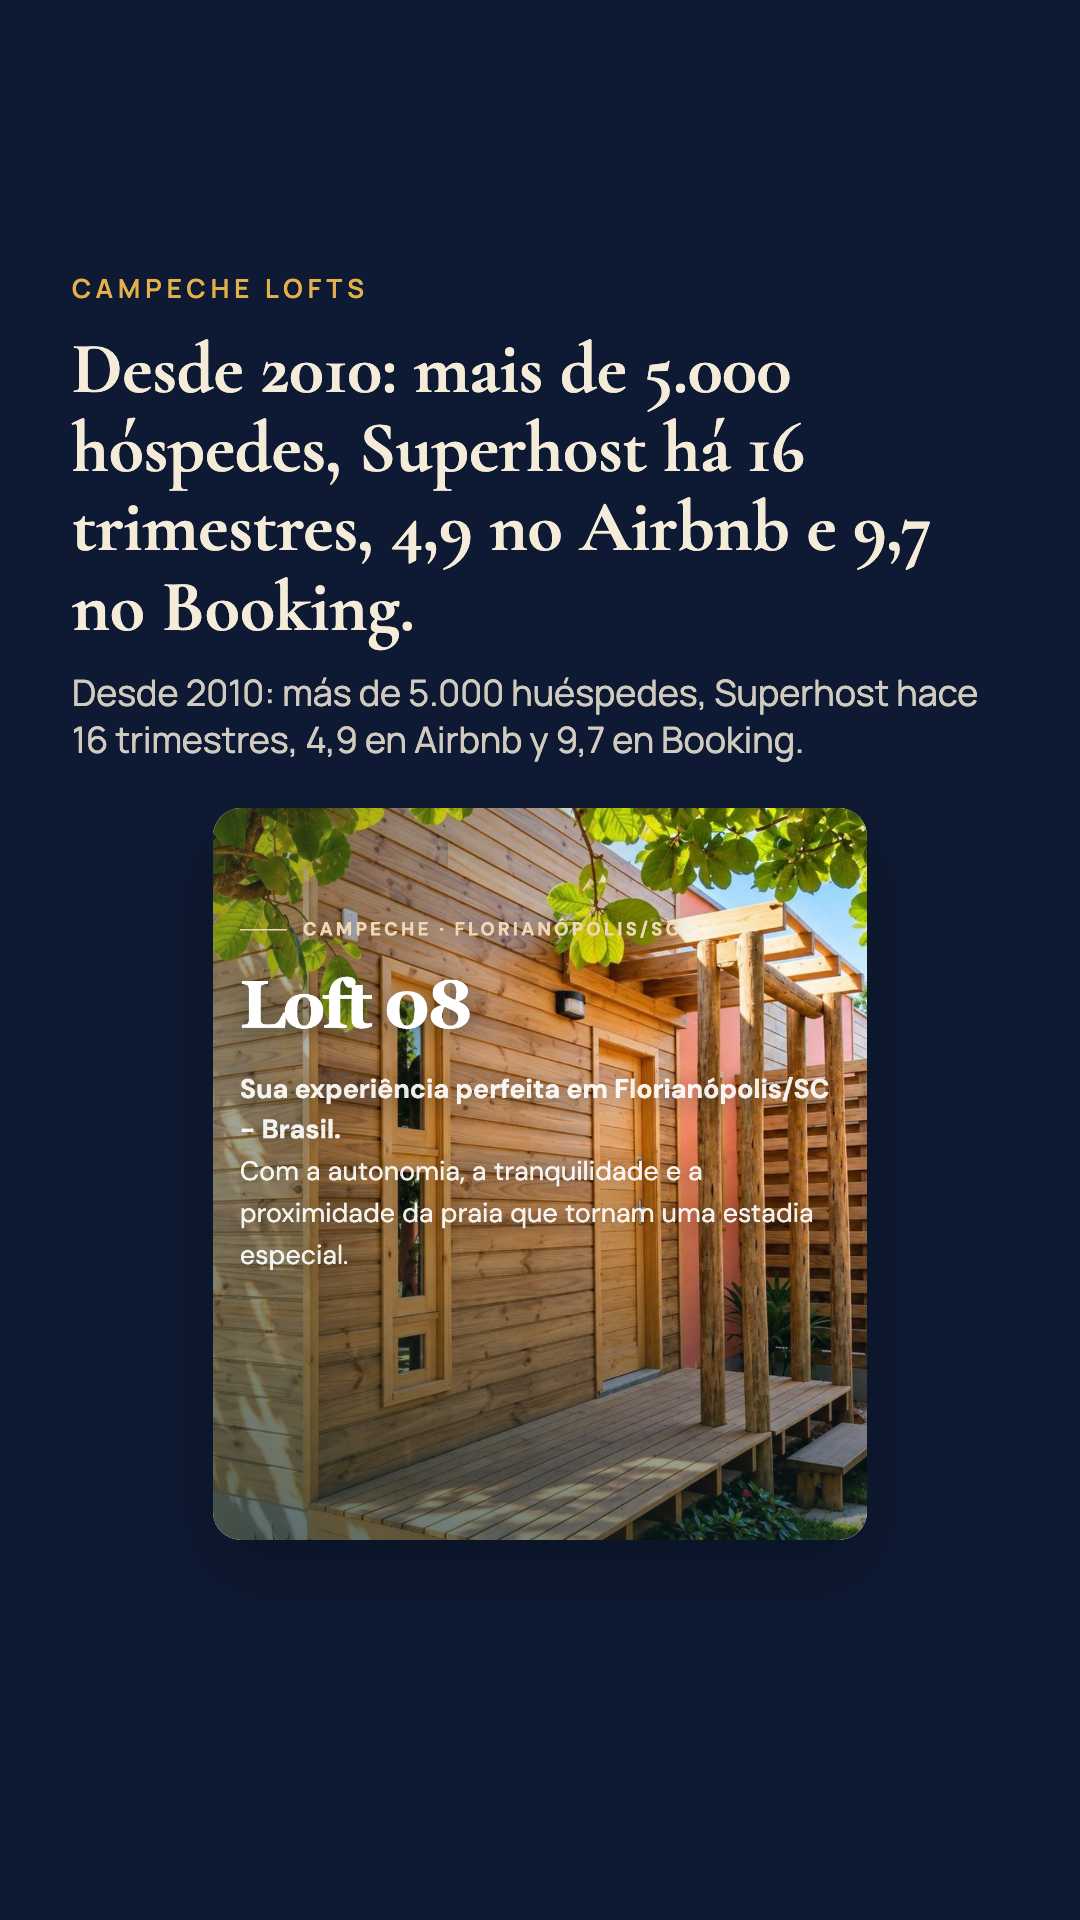 CAMPECHE LOFTS
Desde 2010: mais de 5.000
hóspedes, Superhost há 16
trimestres, 4,9 no Airbnb e 9,7
no Booking.
Desde 2010: más de 5.000 huéspedes, Superhost hace
16 trimestres, 4,9 en Airbnb y 9,7 en Booking.
CAMPECHE · FLORIANÓPOLIS/SC
Loft 08
Sua experiência perfeita em Florianópolis/SC
– Brasil.
Com a autonomia, a tranquilidade e a
proximidade da praia que tornam uma estadia
especial.